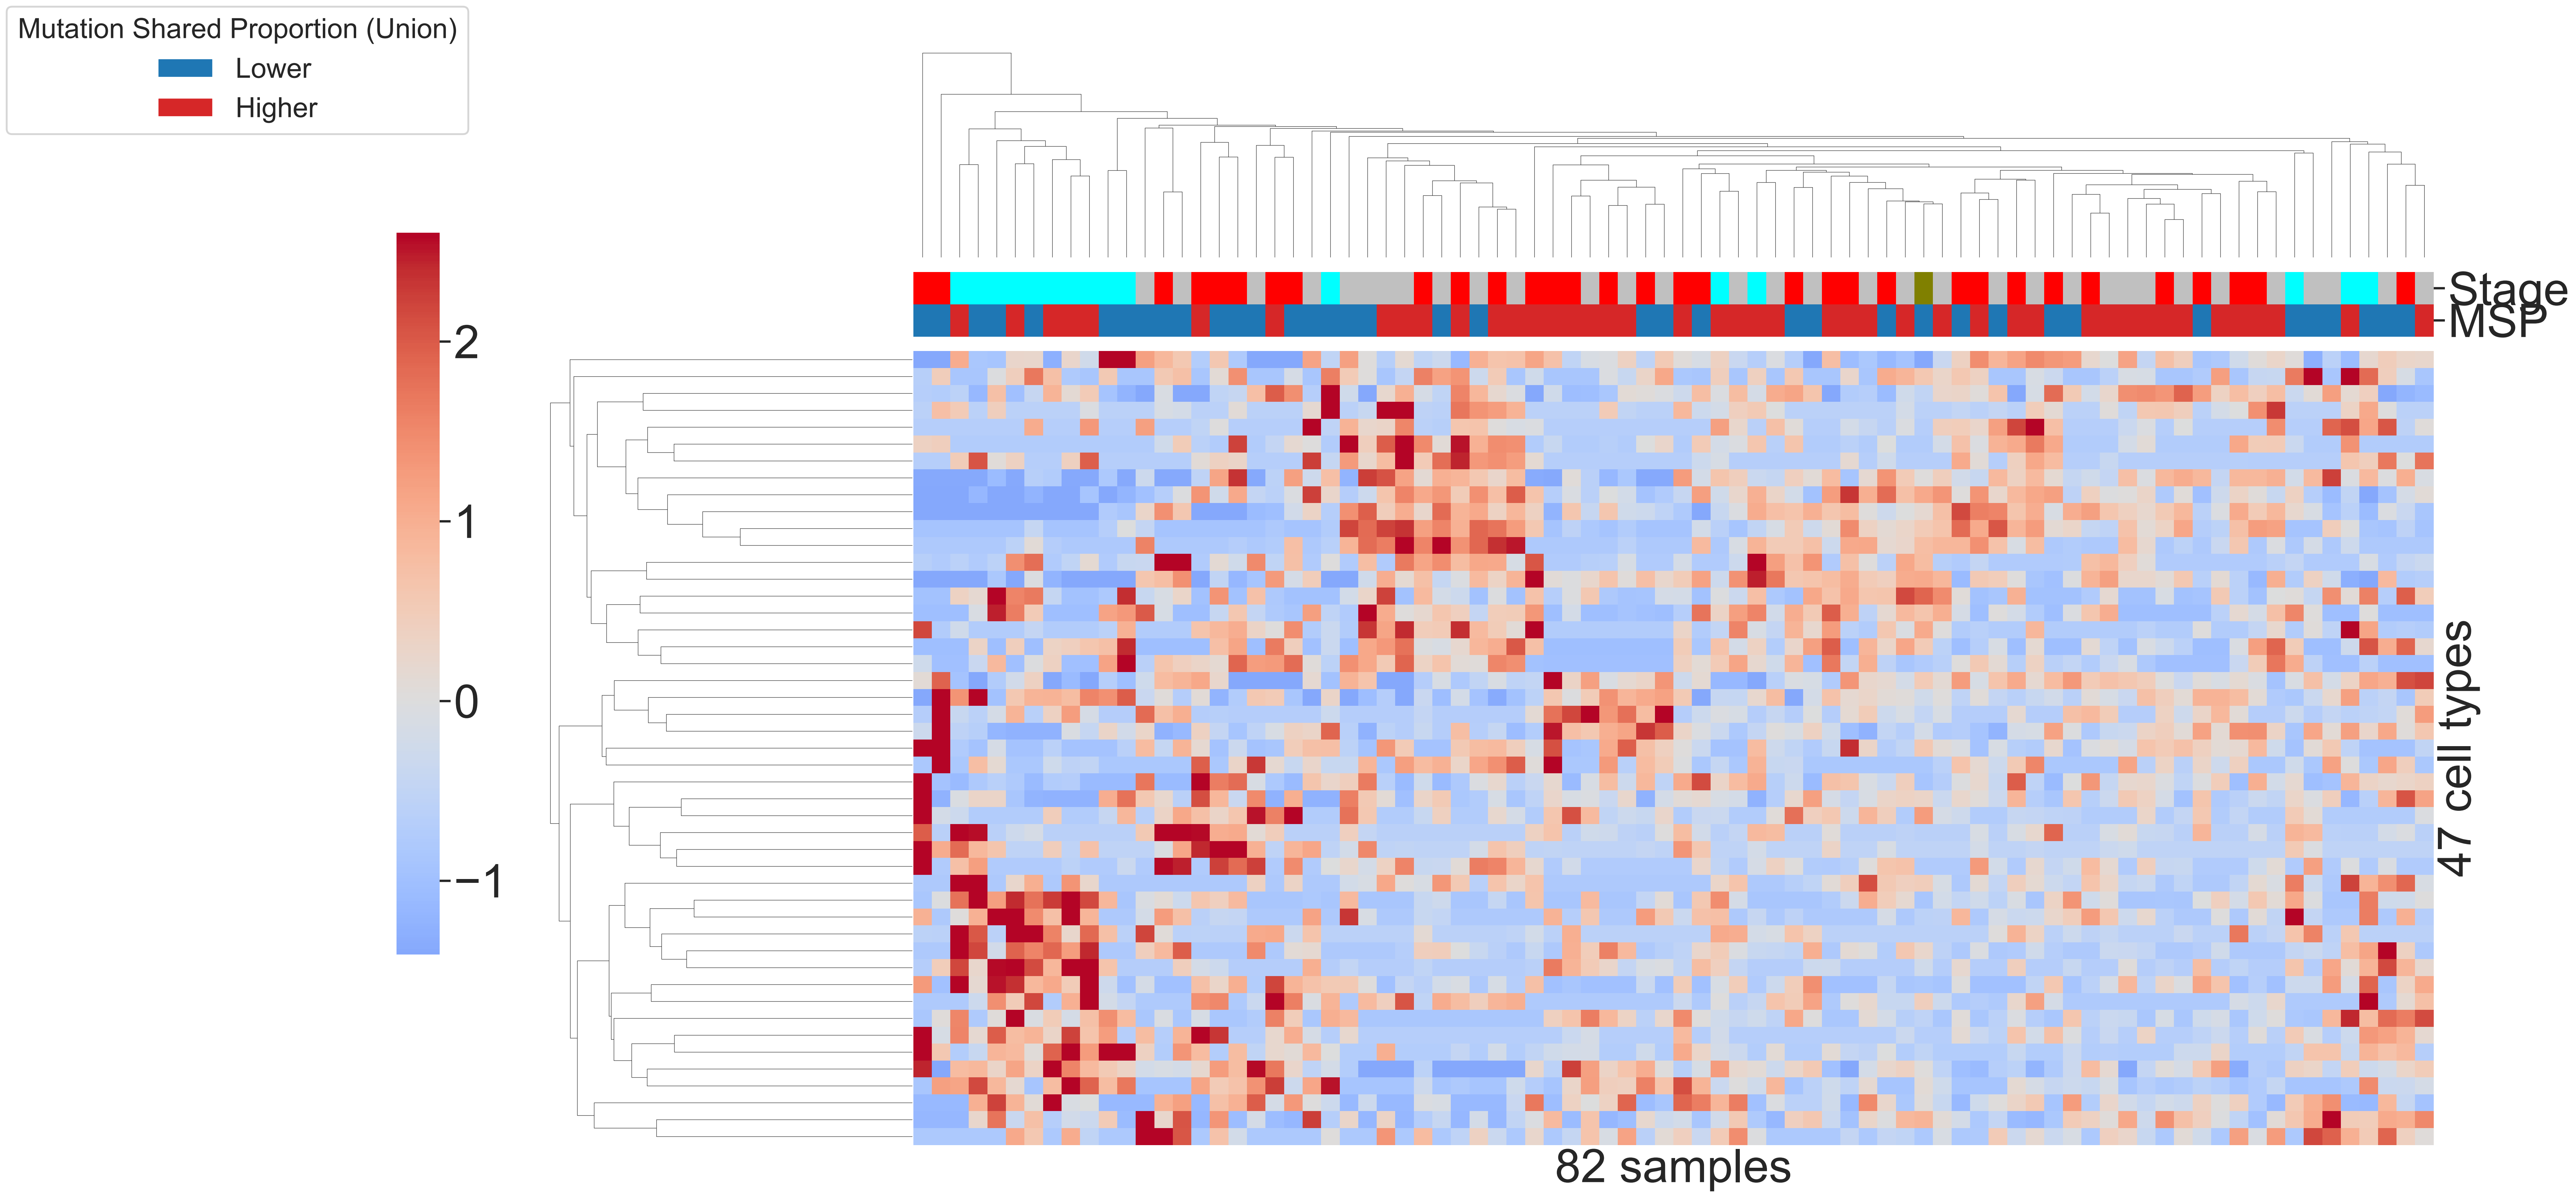 Mutation Shared Proportion (Union)
Lower
Higher
2
1
0
−1
Stage
MSP
47 cell types
82 samples